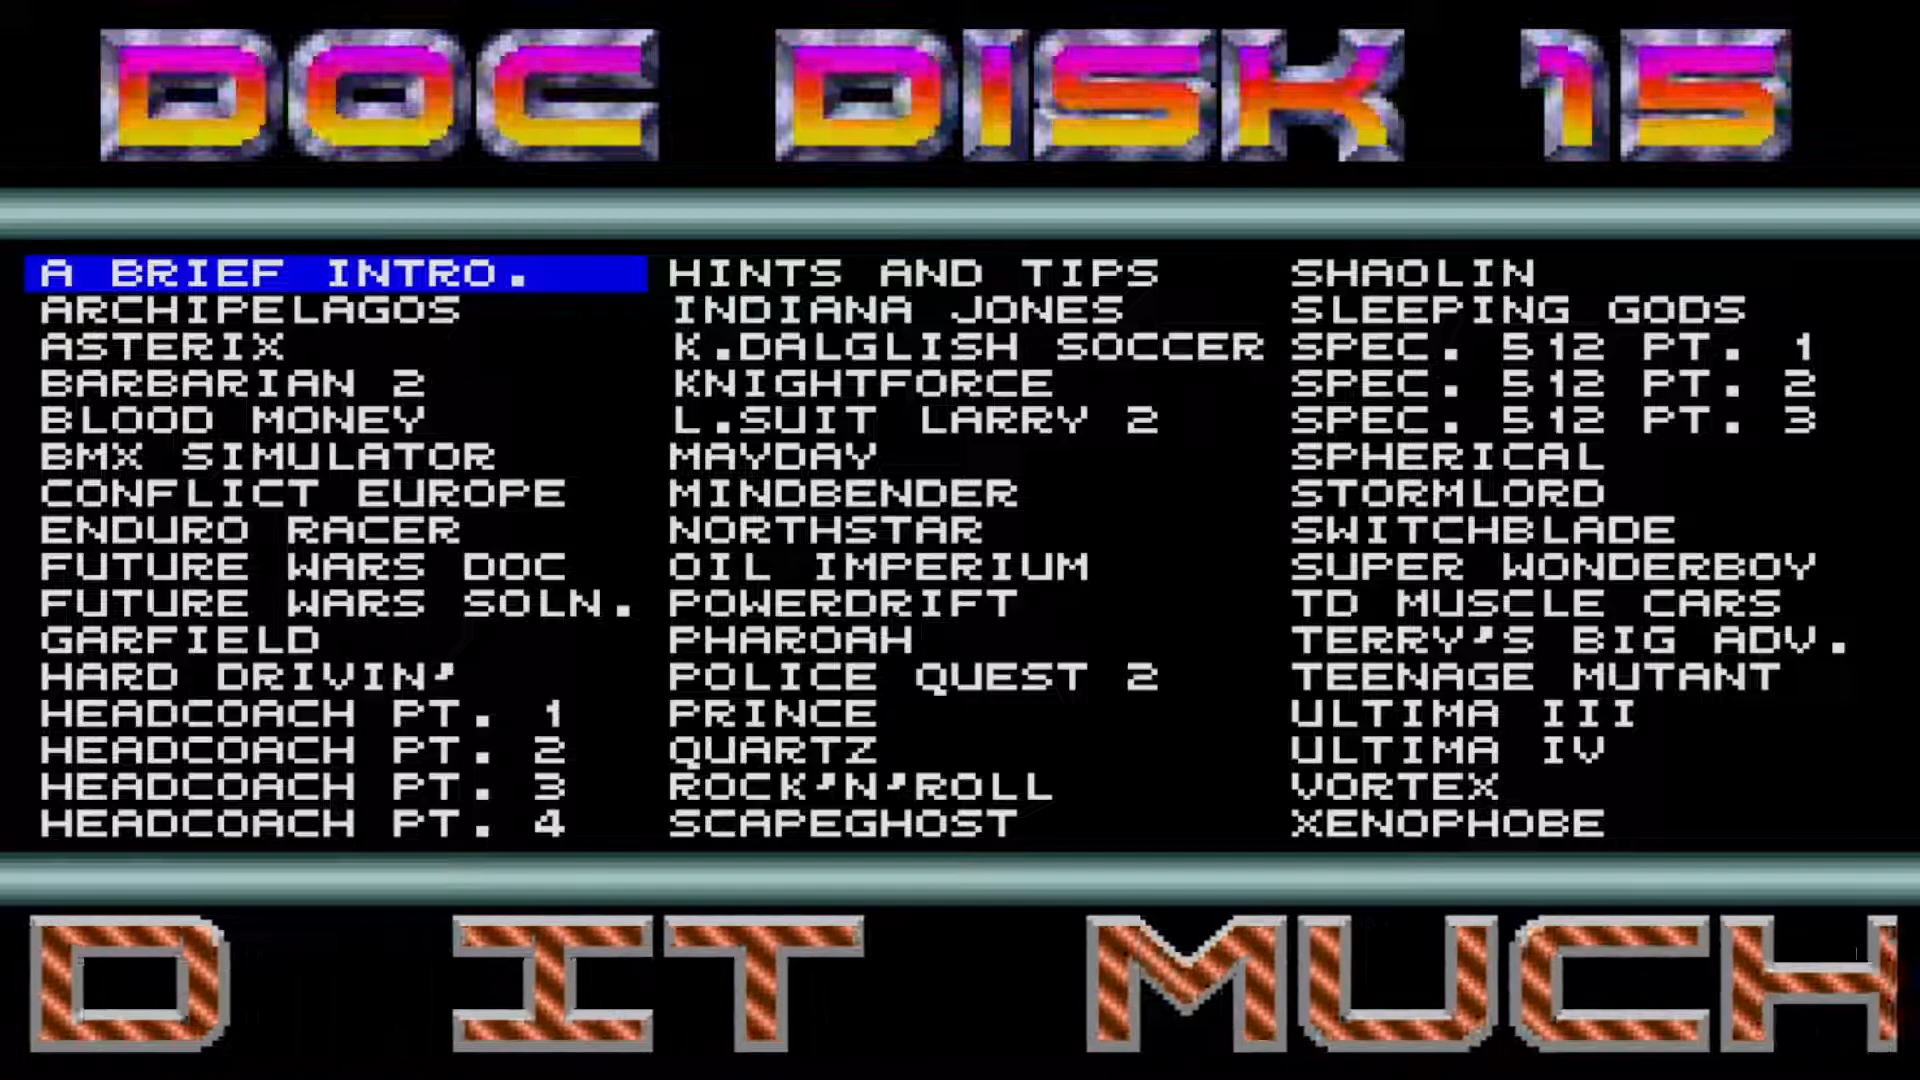 DOC DISK 15
A BRIEF INTRO.
ARCHIPELAGOS
ASTERIX
BARBARIAN 2
BLOOD MONEY
BMX SIMULATOR
CONFLICT EUROPE
ENDURO RACER
FUTURE WARS DOC
FUTURE WARS SOLN.
GARFIELD
HARD DRIVIN'
HEADCOACH PT. 1
HEADCOACH PT. 2
HEADCOACH PT. 3
HEADCOACH PT. 4
HINTS AND TIPS
INDIANA JONES
K.DALGLISH SOCCER
KNIGHTFORCE
L.SUIT LARRY 2
MAYDAY
MINDBENDER
NORTHSTAR
OIL IMPERIUM
POWERDRIFT
PHAROAH
POLICE QUEST 2
PRINCE
QUARTZ
ROCK'N'ROLL
SCAPEGHOST
SHAOLIN
SLEEPING GODS
SPEC. 512 PT. 1
SPEC. 512 PT. 2
SPEC. 512 PT. 3
SPHERICAL
STORMLORD
SWITCHBLADE
SUPER WONDERBOY
TD MUSCLE CARS
TERRY'S BIG ADV.
TEENAGE MUTANT
ULTIMA III
ULTIMA IV
VORTEX
XENOPHOBE
D IT MUCH